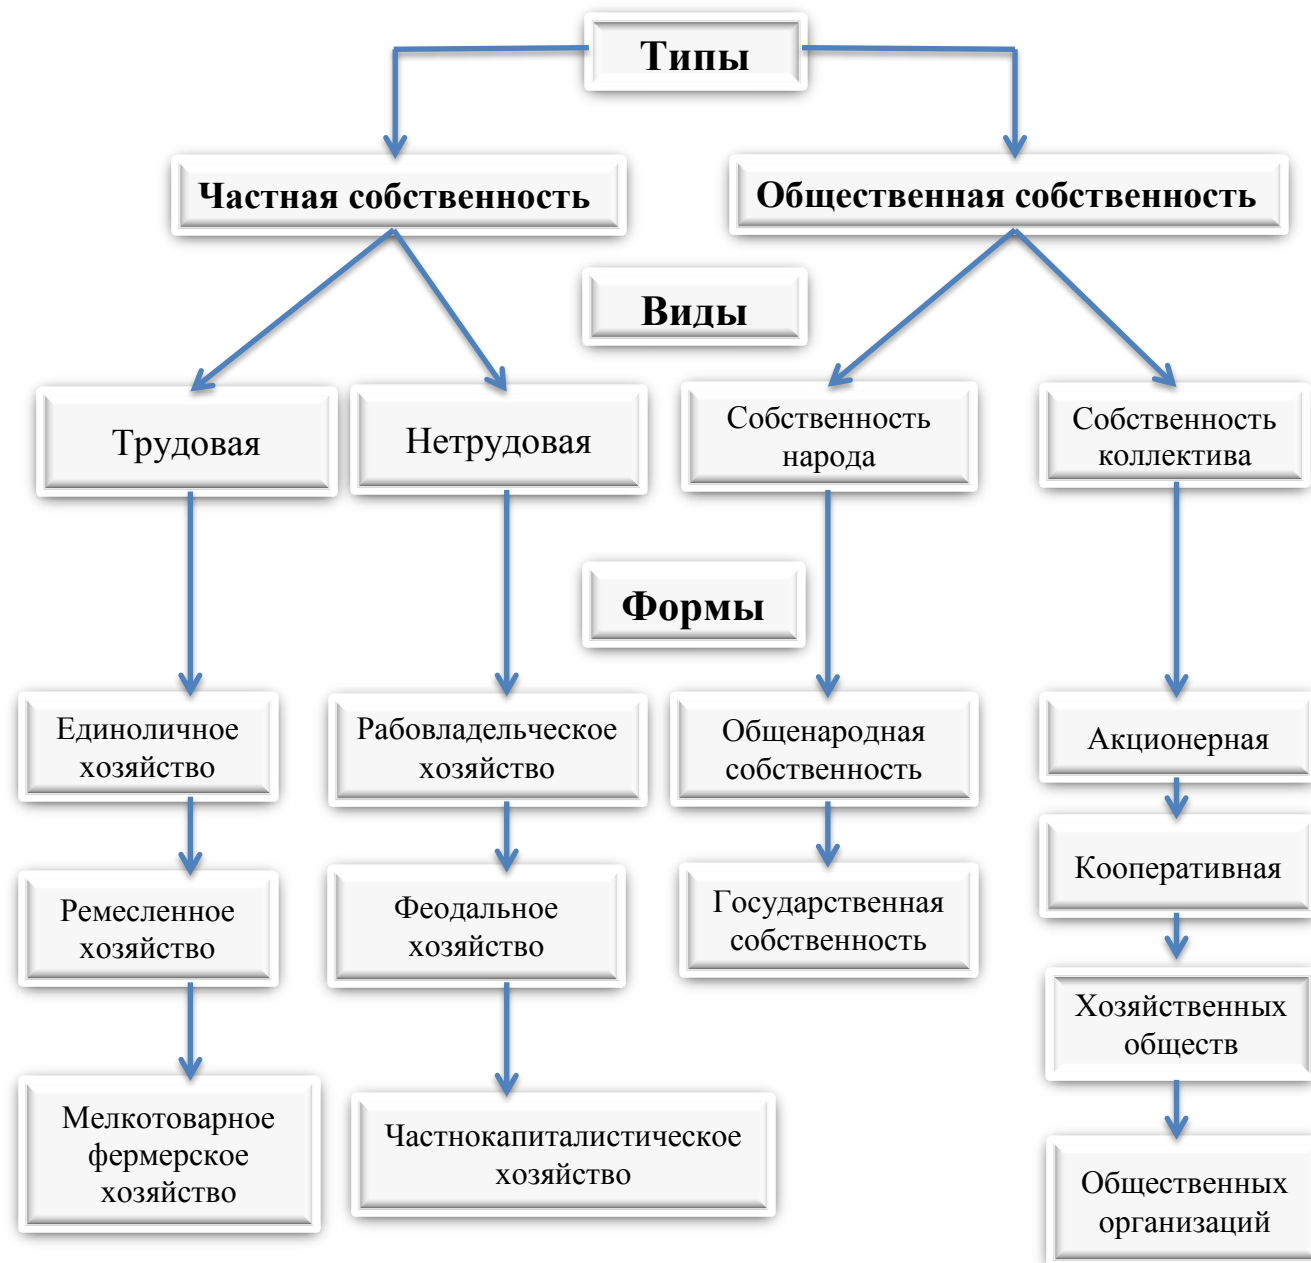 Типы
Частная собственность
Общественная собственность
Виды
Трудовая
Нетрудовая
Собственность
народа
Собственность
коллектива
Формы
Единоличное
хозяйство
Рабовладельческое
хозяйство
Общенародная
собственность
Акционерная
Ремесленное
хозяйство
Феодальное
хозяйство
Государственная
собственность
Кооперативная
Хозяйственных
обществ
Мелкотоварное
фермерское
хозяйство
Частнокапиталистическое
хозяйство
Общественных
организаций